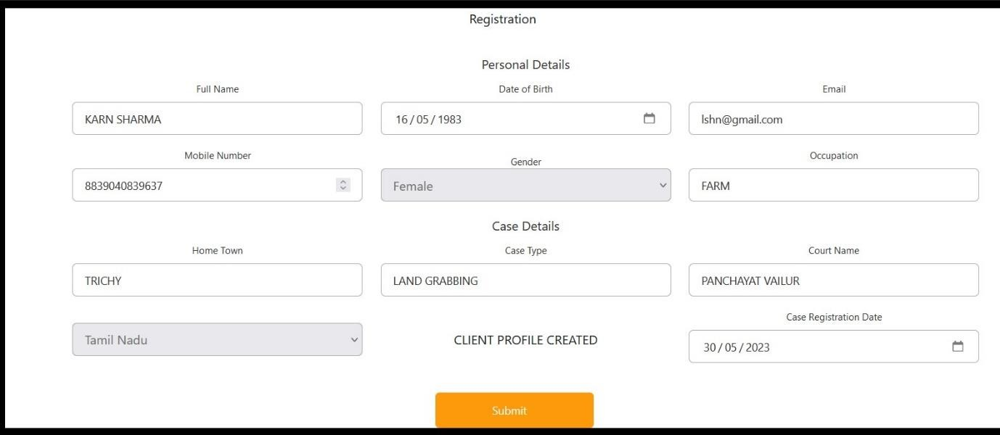 Registration
Personal Details
Full Name Date of Birth Email
KARN SHARMA 16 / 05 / 1983 lshn@gmail.com
Mobile Number Gender Occupation
8839040839637 Female FARM
Case Details
Home Town Case Type Court Name
TRICHY LAND GRABBING PANCHAYAT VAILUR
Case Registration Date
Tamil Nadu CLIENT PROFILE CREATED 30 / 05 / 2023
Submit